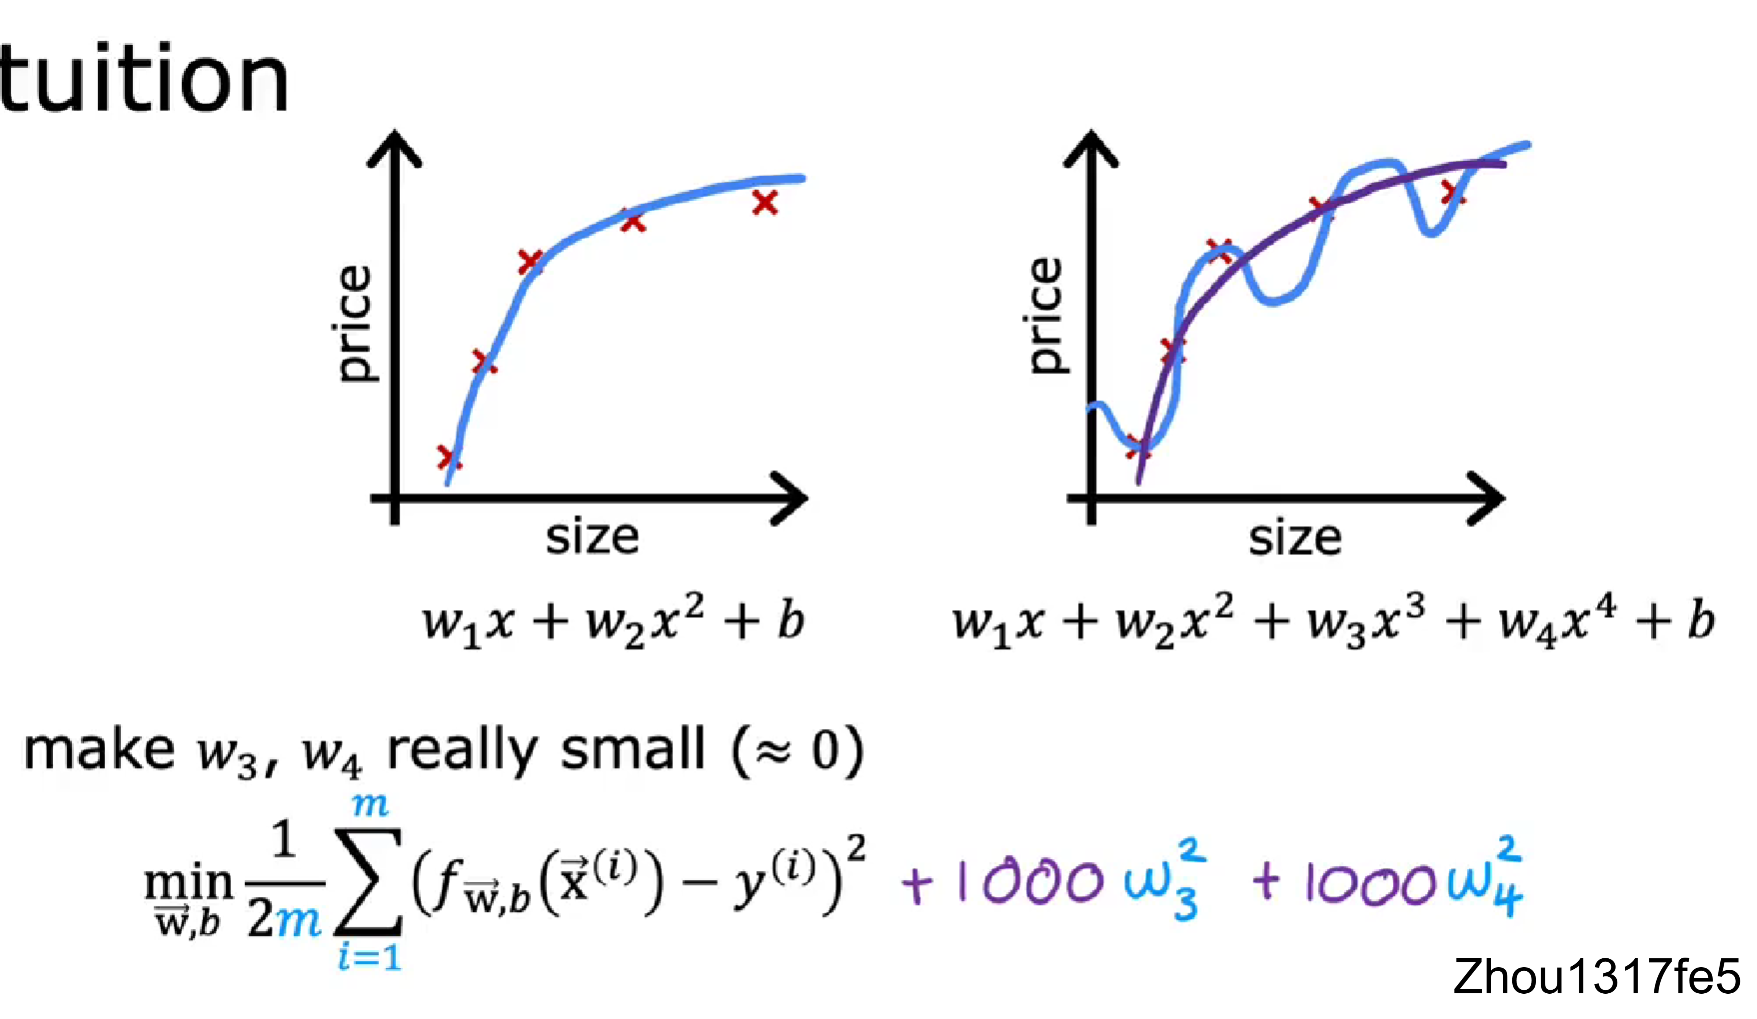 tuition
price
size
w₁x + w₂x² + b
price
size
w₁x + w₂x² + w₃x³ + w₄x⁴ + b
make w₃, w₄ really small (≈ 0)
min_{w⃗,b} 1/2m ∑_{i=1}^{m} (f_{w⃗,b}(x⃗⁽ⁱ⁾) − y⁽ⁱ⁾)² + 1000 w₃² + 1000 w₄²
Zhou1317fe5